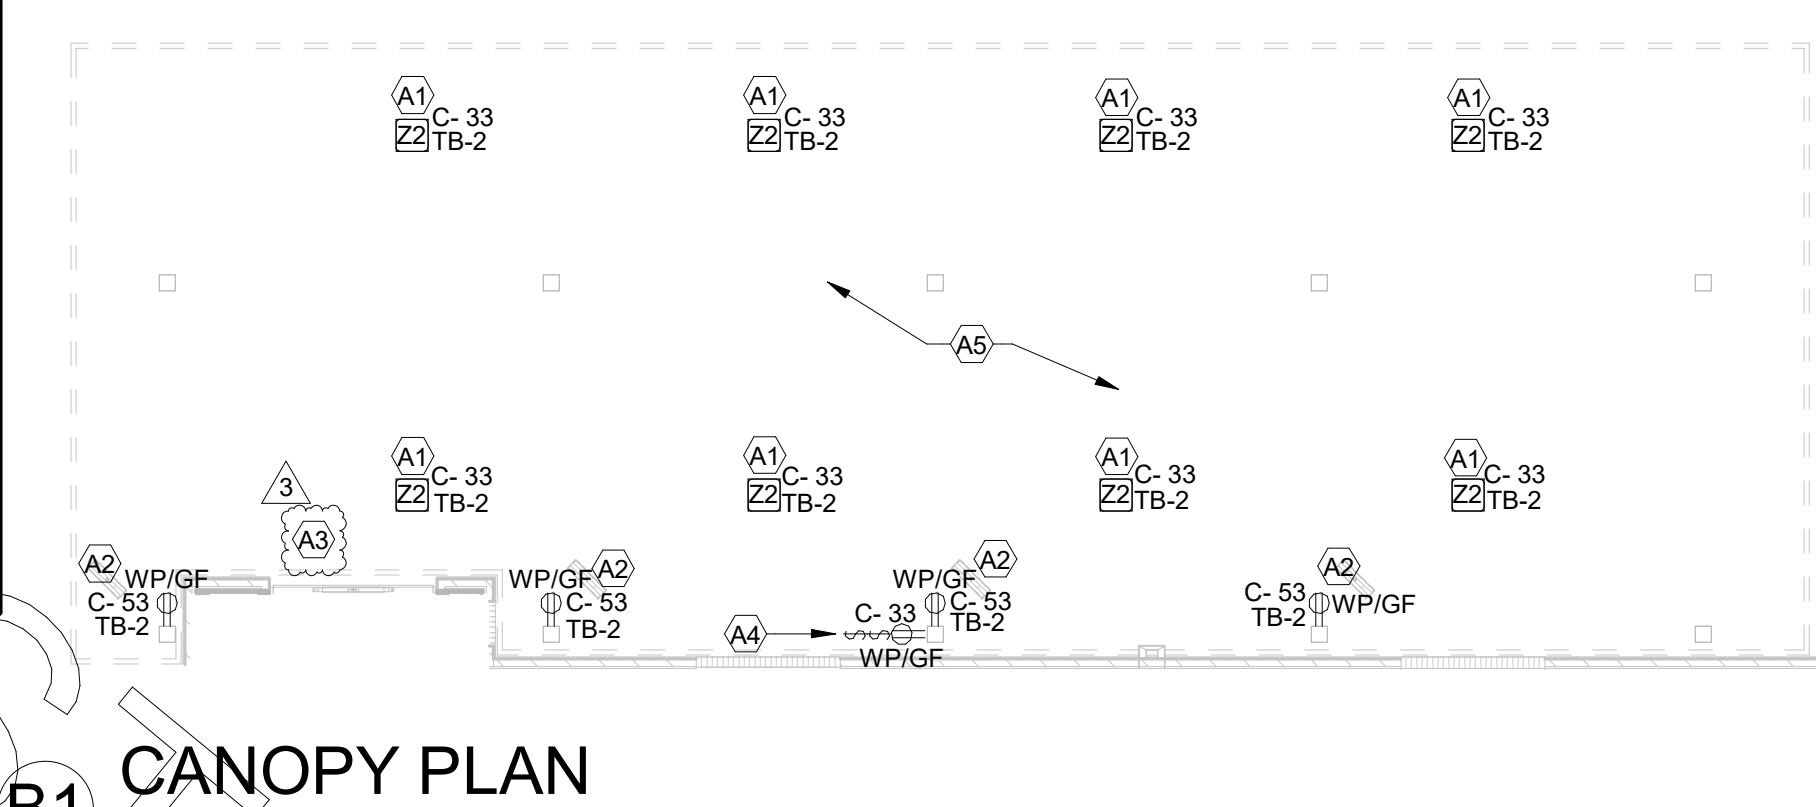 A1
C- 33
Z2
TB-2
A1
C- 33
Z2
TB-2
A1
C- 33
Z2
TB-2
A1
C- 33
Z2
TB-2
A5
A1
C- 33
Z2
TB-2
A1
C- 33
Z2
TB-2
A1
C- 33
Z2
TB-2
A1
C- 33
Z2
TB-2
3
A3
A2
WP/GF
C- 53
TB-2
WP/GF
A2
C- 53
TB-2
A2
WP/GF
C- 53
TB-2
C- 33
A4
WP/GF
A2
C- 53
WP/GF
TB-2
CANOPY PLAN
B1